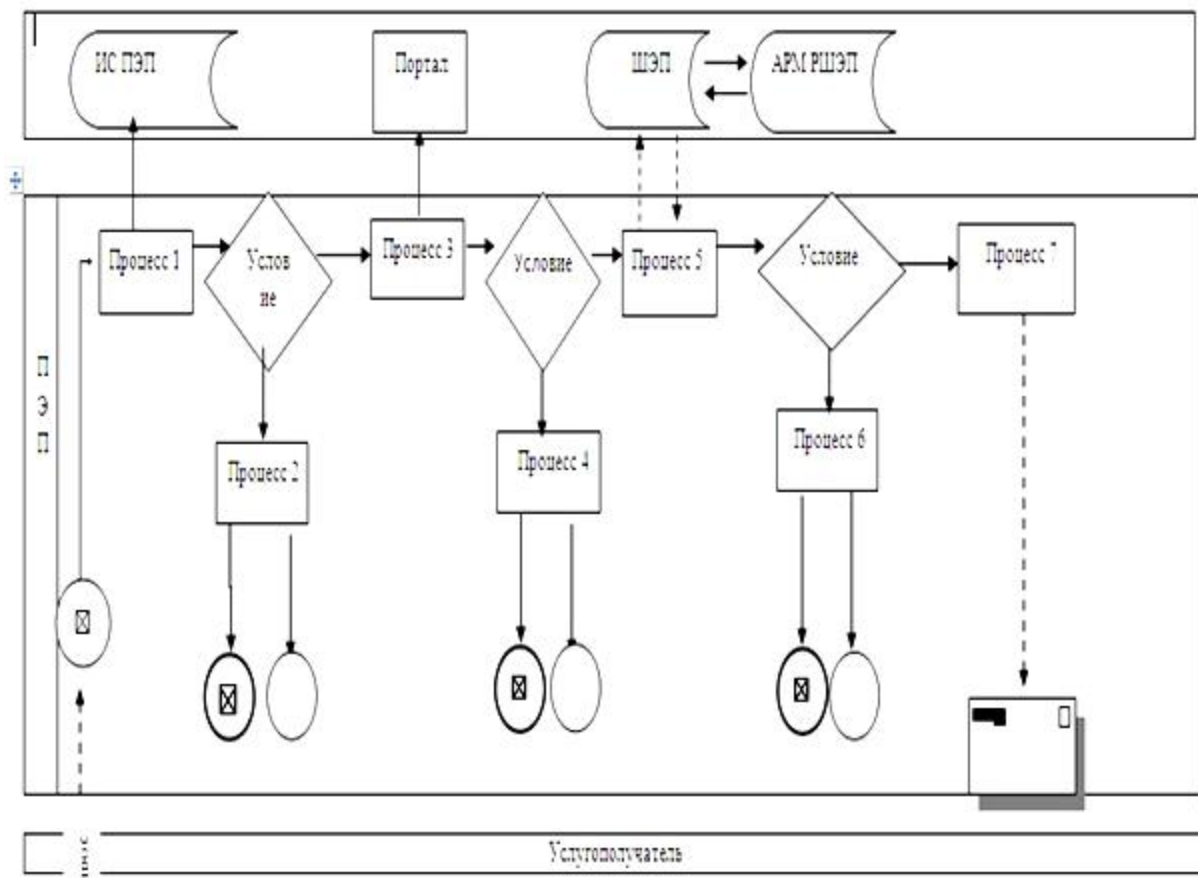 ИС ПЭП
Портал
ШЭП
АРМ РШЭП
Процесс 1
Услов
ие
Процесс 3
Условие
Процесс 5
Условие
Процесс 7
П
Э
П
Процесс 2
Процесс 4
Процесс 6
Услугополучатель